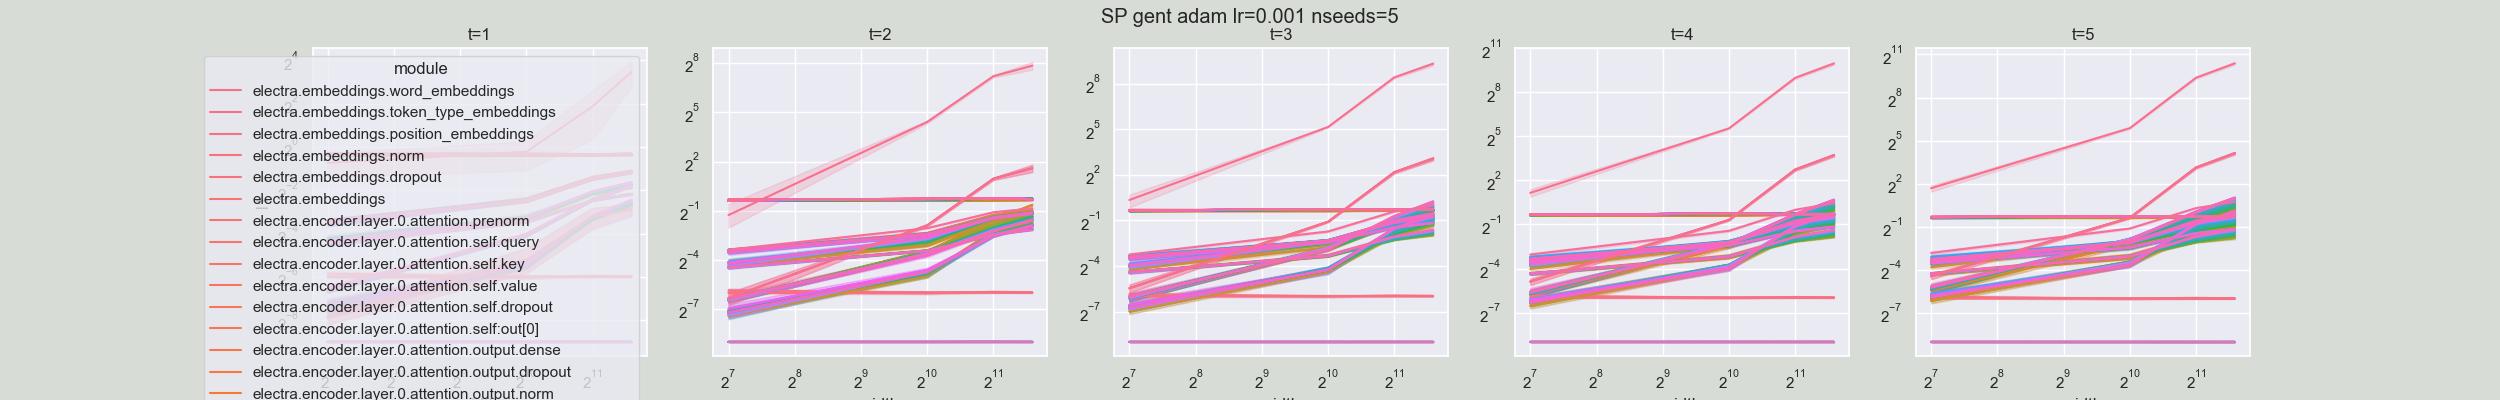 SP gent adam lr=0.001 nseeds=5
t=1
t=2
t=3
t=4
t=5
module
electra.embeddings.word_embeddings
electra.embeddings.token_type_embeddings
electra.embeddings.position_embeddings
electra.embeddings.norm
electra.embeddings.dropout
electra.embeddings
electra.encoder.layer.0.attention.prenorm
electra.encoder.layer.0.attention.self.query
electra.encoder.layer.0.attention.self.key
electra.encoder.layer.0.attention.self.value
electra.encoder.layer.0.attention.self.dropout
electra.encoder.layer.0.attention.self:out[0]
electra.encoder.layer.0.attention.output.dense
electra.encoder.layer.0.attention.output.dropout
electra.encoder.layer.0.attention.output.norm
2^11
2^8
2^5
2^2
2^−1
2^−4
2^−7
2^7 2^8 2^9 2^10 2^11
2^8
2^5
2^2
2^−1
2^−4
2^−7
2^7 2^8 2^9 2^10 2^11
2^11
2^8
2^5
2^2
2^−1
2^−4
2^−7
2^7 2^8 2^9 2^10 2^11
2^11
2^8
2^5
2^2
2^−1
2^−4
2^−7
2^7 2^8 2^9 2^10 2^11